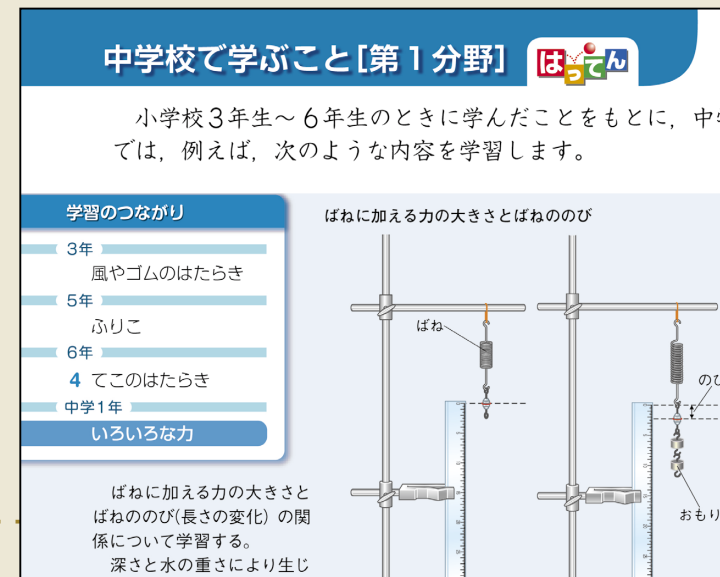 中学校で学ぶこと[第1分野] はってん
小学校3年生〜6年生のときに学んだことをもとに，中
では，例えば，次のような内容を学習します。
学習のつながり
3年
風やゴムのはたらき
5年
ふりこ
6年
4 てこのはたらき
中学1年
いろいろな力
ばねに加える力の大きさと
ばねののび(長さの変化）の関
係について学習する。
深さと水の重さにより生じ
ばねに加える力の大きさとばねののび
ばね
のび
おもり